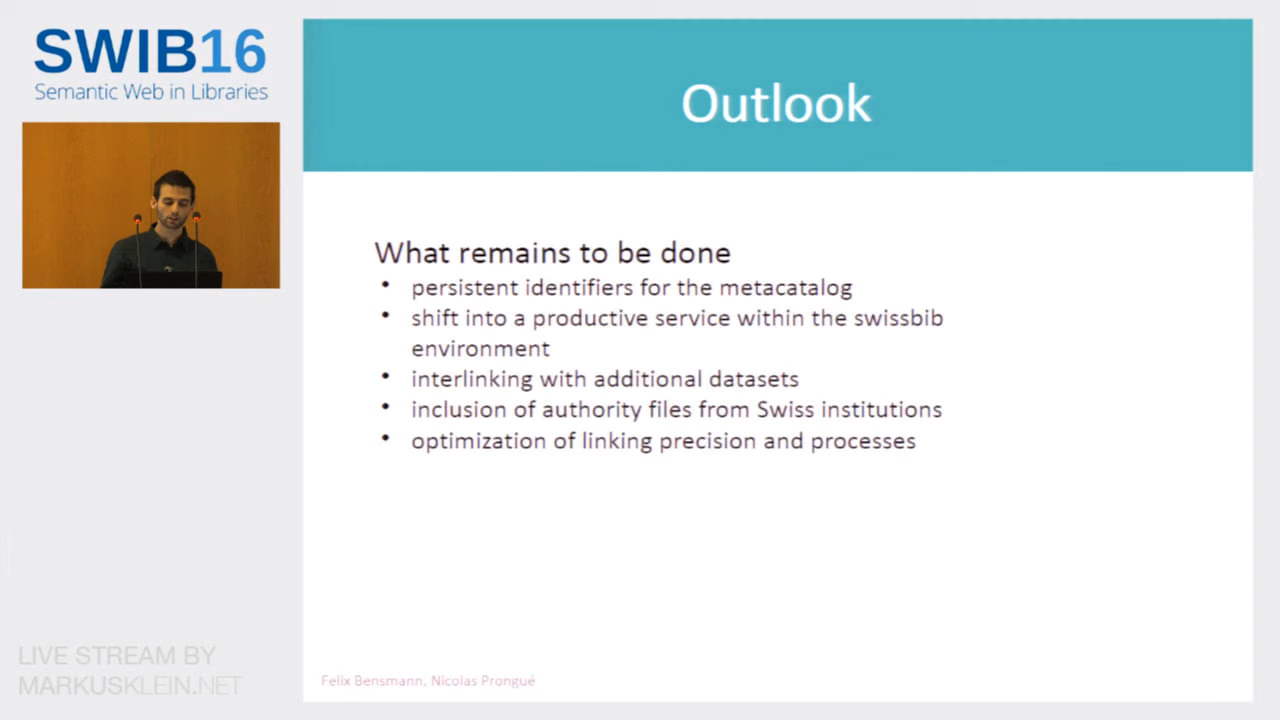 SWIB16
Semantic Web in Libraries
Outlook
What remains to be done
• persistent identifiers for the metacatalog
• shift into a productive service within the swissbib
environment
• interlinking with additional datasets
• inclusion of authority files from Swiss institutions
• optimization of linking precision and processes
Felix Bensmann, Nicolas Prongué
LIVE STREAM BY
MARKUSKLEIN.NET